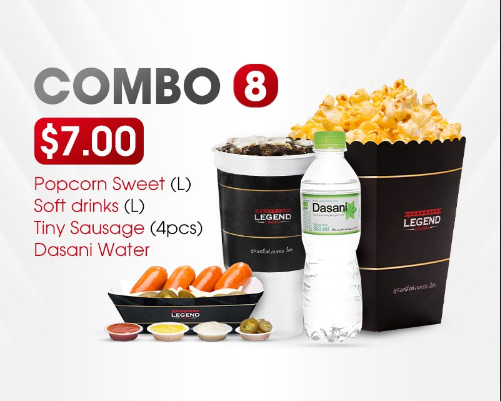 COMBO 8
$7.00
Popcorn Sweet (L)
Soft drinks (L)
Tiny Sausage (4pcs)
Dasani Water
LEGEND
Dasani
LEGEND
LEGEND